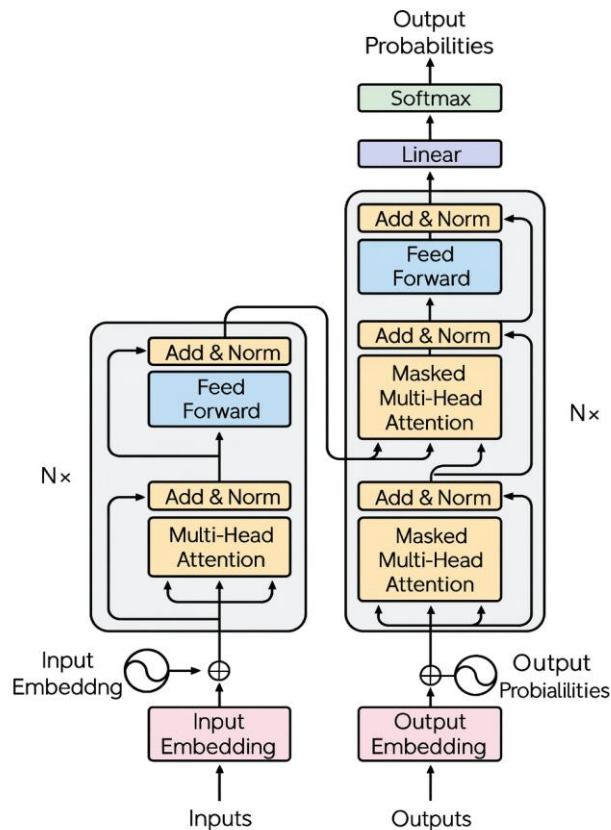 Output
Probabilities
Softmax
Linear
Add & Norm
Feed
Forward
Add & Norm
Masked
Multi-Head
Attention
N×
Add & Norm
Masked
Multi-Head
Attention
Add & Norm
Feed
Forward
N×
Add & Norm
Multi-Head
Attention
Input
Embeddng
Output
Probialilities
Input
Embedding
Output
Embedding
Inputs
Outputs